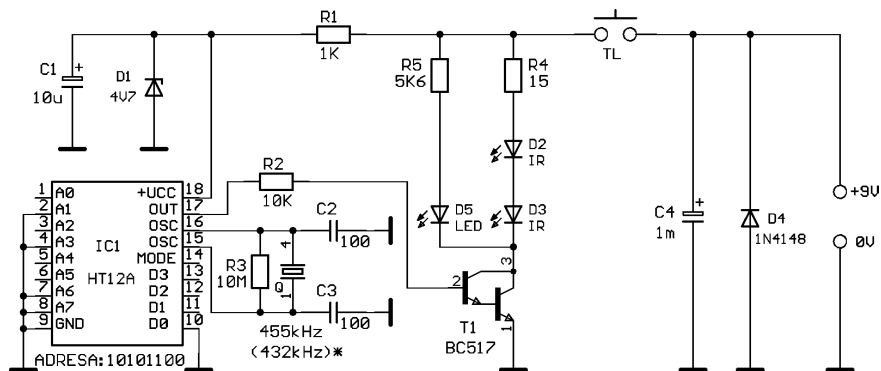 R1
1K
TL
C1
+
10u
D1
4V7
R5
5K6
R4
15
D2
IR
D3
IR
D5
LED
R2
10K
C2
100
C3
100
R3
10M
Q
4
1
455kHz
(432kHz)*
1 A0
2 A1
3 A2
4 A3
5 A4
6 A5
7 A6
8 A7
9 GND
IC1
HT12A
+UCC 18
OUT 17
OSC 16
OSC 15
MODE 14
D3 13
D2 12
D1 11
D0 10
ADRESA:10101100
2
3
1
T1
BC517
C4
+
1m
D4
1N4148
+9V
0V